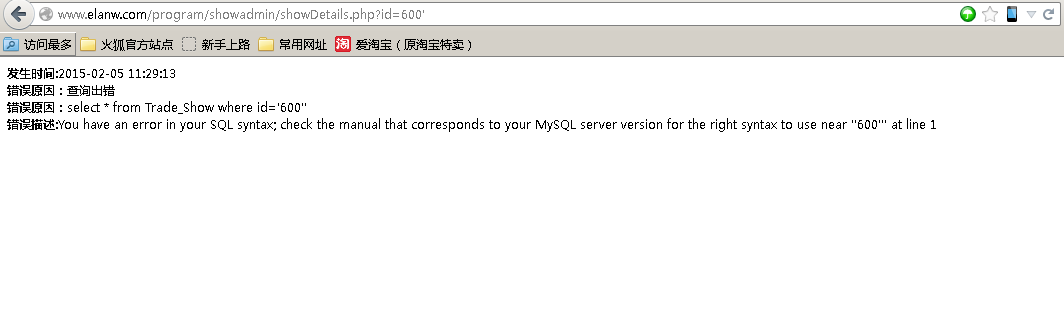 www.elanw.com/program/showadmin/showDetails.php?id=600'
访问最多 火狐官方站点 新手上路 常用网址 淘 爱淘宝（原淘宝特卖）
发生时间:2015-02-05 11:29:13
错误原因：查询出错
错误原因：select * from Trade_Show where id='600''
错误描述:You have an error in your SQL syntax; check the manual that corresponds to your MySQL server version for the right syntax to use near ''600''' at line 1